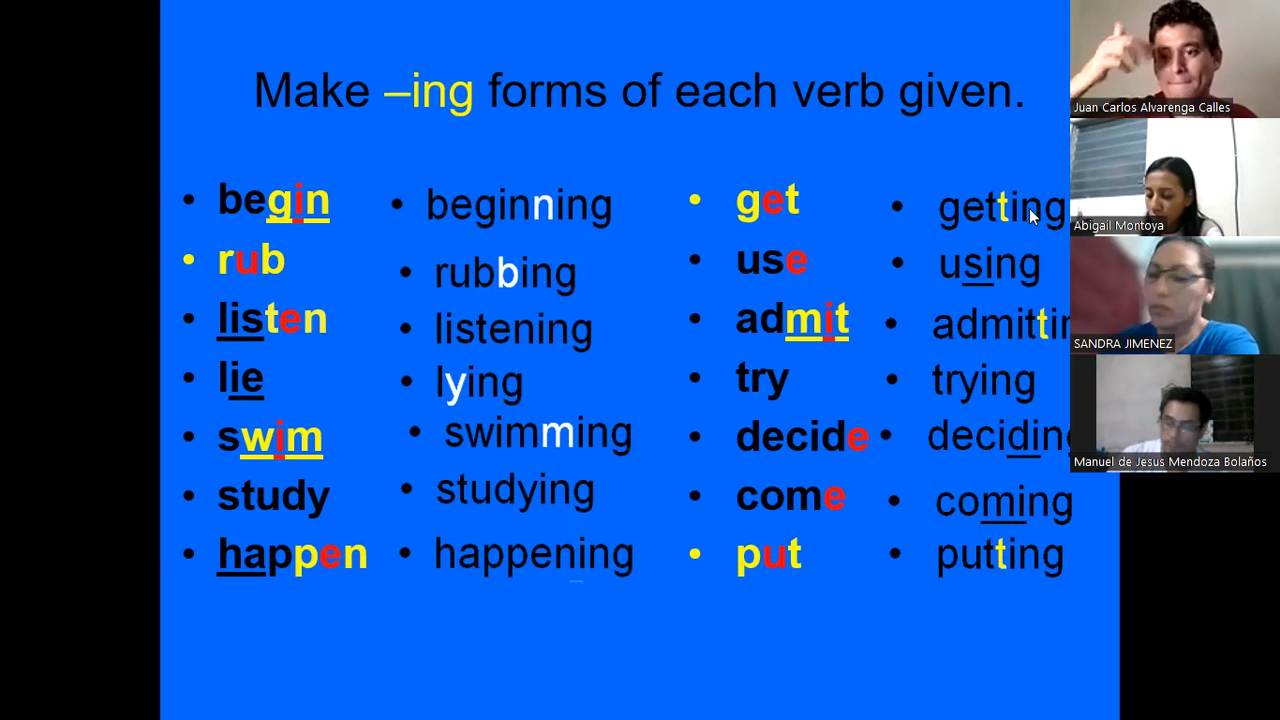 Make –ing forms of each verb given.
• begin • beginning • get • getting
• rub • rubbing • use • using
• listen • listening • admit •
• lie • lying • try • trying
• swim • swimming • decide •
• study • studying • come • coming
• happen • happening • put • putting
Juan Carlos Alvarenga Calles
Abigail Montoya
SANDRA JIMENEZ
Manuel de Jesus Mendoza Bolaños